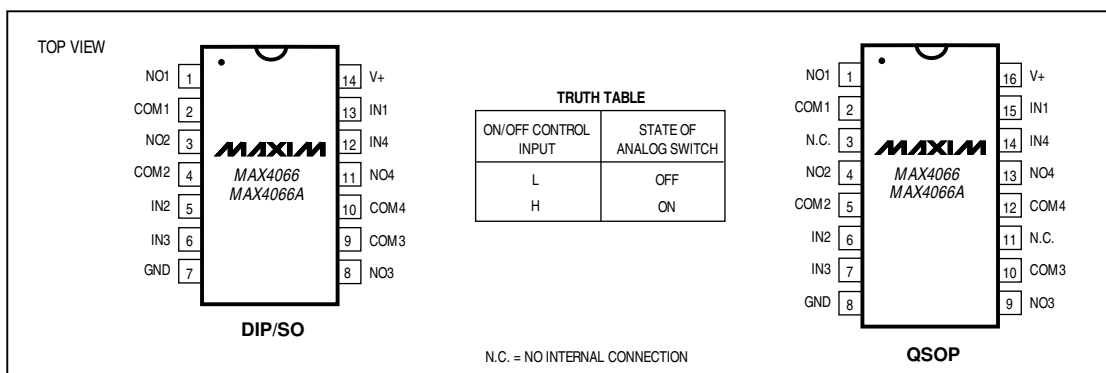 TOP VIEW
NO1 1
COM1 2
NO2 3
COM2 4
IN2 5
IN3 6
GND 7
14 V+
13 IN1
12 IN4
11 NO4
10 COM4
9 COM3
8 NO3
MAXIM
MAX4066
MAX4066A
DIP/SO
TRUTH TABLE
ON/OFF CONTROL INPUT
STATE OF ANALOG SWITCH
L OFF
H ON
N.C. = NO INTERNAL CONNECTION
NO1 1
COM1 2
N.C. 3
NO2 4
COM2 5
IN2 6
IN3 7
GND 8
16 V+
15 IN1
14 IN4
13 NO4
12 COM4
11 N.C.
10 COM3
9 NO3
MAXIM
MAX4066
MAX4066A
QSOP